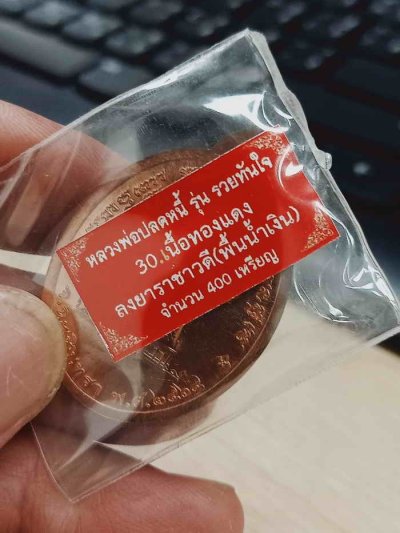 หลวงพ่อปลดหนี้ รุ่น รวยทันใจ
30.เนื้อทองแดง
ลงยาราชาวดี(พื้นน้ำเงิน)
จำนวน 400 เหรียญ
พ.ศ.